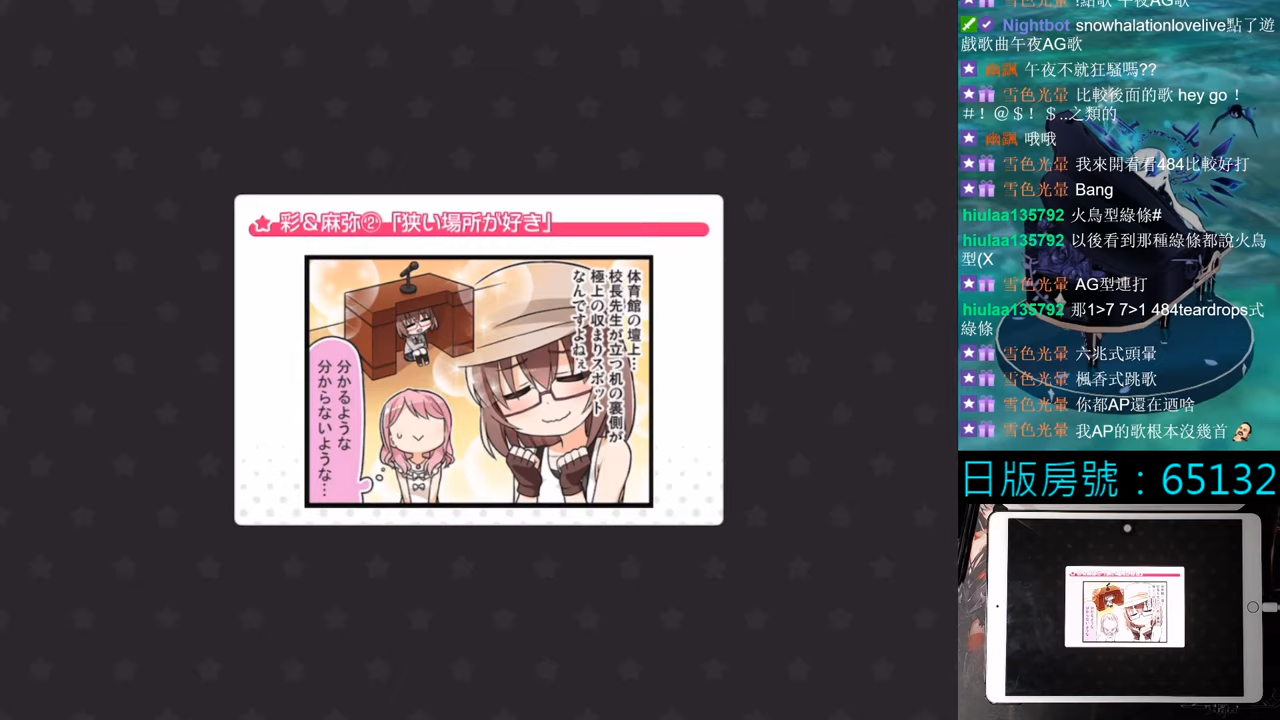 彩&麻弥②「狭い場所が好き」
体育館の壇上…
校長先生が立つ机の裏側が
極上の収まりスポット
なんですよねぇ
分かるような
分からないような…
Nightbot snowhalationlovelive點了遊
戲歌曲午夜AG歌
幽飄 午夜不就狂騷嗎??
雪色光暈 比較後面的歌 hey go！
＃！＠＄！＄..之類的
幽飄 哦哦
雪色光暈 我來開看看484比較好打
雪色光暈 Bang
hiulaa135792 火鳥型綠條#
hiulaa135792 以後看到那種綠條都說火鳥
型(X
雪色光暈 AG型連打
hiulaa135792 那1>7 7>1 484teardrops式
綠條
雪色光暈 六兆式頭暈
雪色光暈 楓香式跳歌
雪色光暈 你都AP還在迺啥
雪色光暈 我AP的歌根本沒幾首
日版房號：65132